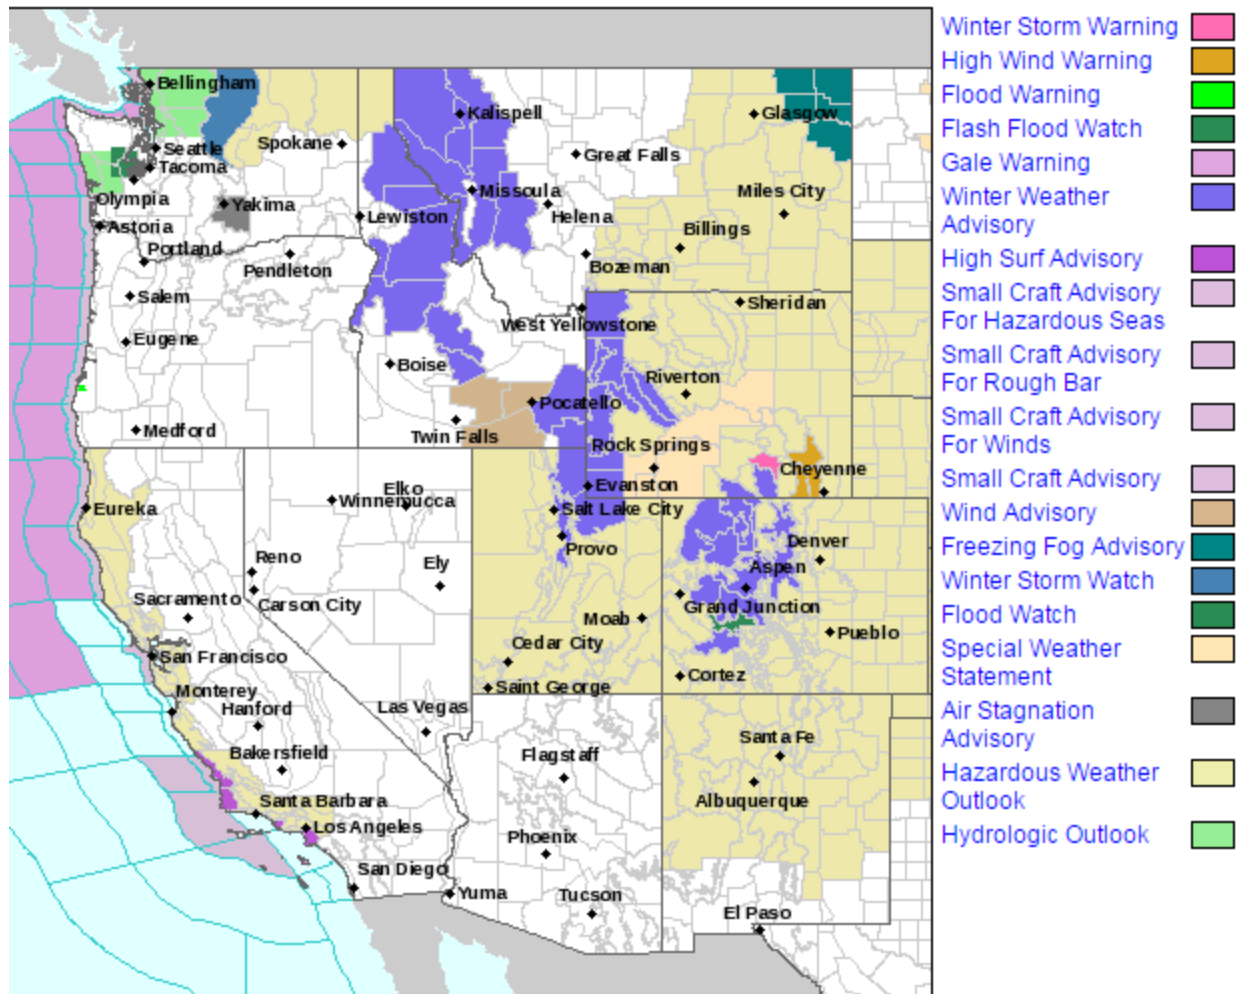 Bellingham
Kalispell
Glasgow
Seattle
Spokane
Great Falls
Tacoma
Olympia
Yakima
Missoula
Miles City
Astoria
Lewiston
Helena
Portland
Billings
Pendleton
Bozeman
Salem
Sheridan
West Yellowstone
Eugene
Boise
Riverton
Pocatello
Medford
Twin Falls
Rock Springs
Cheyenne
Evanston
Elko
Winnemucca
Eureka
Salt Lake City
Provo
Denver
Reno
Ely
Aspen
Sacramento
Carson City
Grand Junction
Moab
Pueblo
Cedar City
San Francisco
Cortez
Saint George
Monterey
Hanford
Las Vegas
Santa Fe
Bakersfield
Flagstaff
Albuquerque
Santa Barbara
Los Angeles
Phoenix
San Diego
Yuma
Tucson
El Paso
Winter Storm Warning
High Wind Warning
Flood Warning
Flash Flood Watch
Gale Warning
Winter Weather
Advisory
High Surf Advisory
Small Craft Advisory
For Hazardous Seas
Small Craft Advisory
For Rough Bar
Small Craft Advisory
For Winds
Small Craft Advisory
Wind Advisory
Freezing Fog Advisory
Winter Storm Watch
Flood Watch
Special Weather
Statement
Air Stagnation
Advisory
Hazardous Weather
Outlook
Hydrologic Outlook